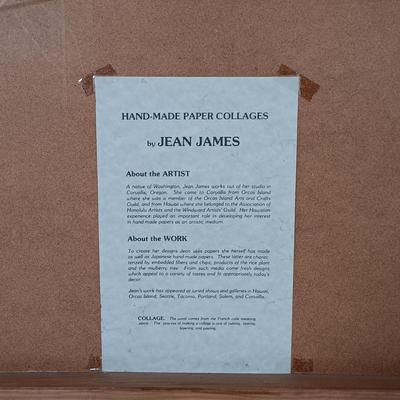 HAND-MADE PAPER COLLAGES
by JEAN JAMES
About the ARTIST
A native of Washington, Jean James works out of her studio in
Corvallis, Oregon. She came to Corvallis from Orcas Island
where she was a member of the Orcas Island Arts and Crafts
Guild, and from Hawaii where she belonged to the Association of
Honolulu Artists and the Windward Artists' Guild. Her Hawaiian
experience played an important role in developing her interest
in hand made papers as an artistic medium.
About the WORK
To create her designs Jean uses papers she herself has made
as well as Japanese hand made papers. These latter are charac-
terized by embedded fibers and chips, products of the rice plant
and the mulberry tree. From such media come fresh designs
which appeal to a variety of tastes and fit appropriately today's
decor.
Jean's work has appeared at juried shows and galleries in Hawaii,
Orcas Island, Seattle, Tacoma, Portland, Salem, and Corvallis.
COLLAGE. The word comes from the French colle meaning
paste. The process of making a collage is one of cutting, tearing,
layering, and pasting.